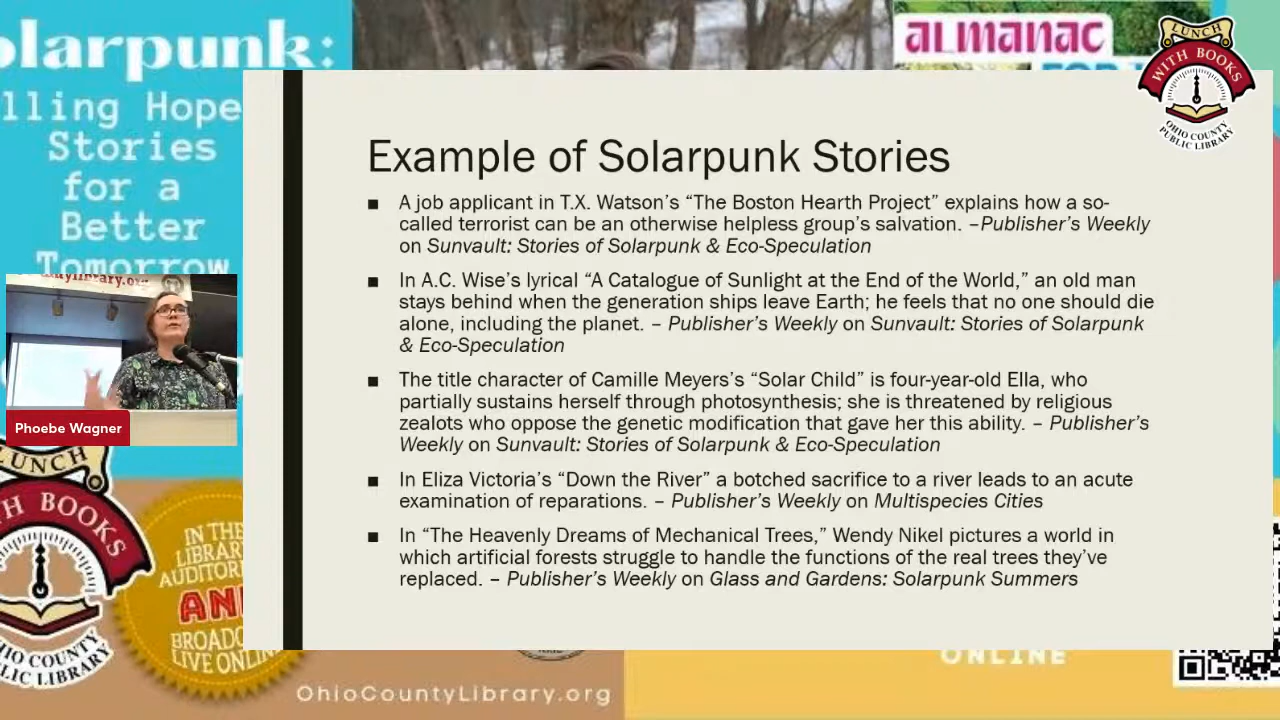 olarpunk:
lling Hope
Stories
for a
Better
Tomorrow
almanac
LUNCH
WITH BOOKS
OHIO COUNTY
PUBLIC LIBRARY
Example of Solarpunk Stories
■ A job applicant in T.X. Watson’s “The Boston Hearth Project” explains how a so-
called terrorist can be an otherwise helpless group’s salvation. –Publisher’s Weekly
on Sunvault: Stories of Solarpunk & Eco-Speculation
■ In A.C. Wise’s lyrical “A Catalogue of Sunlight at the End of the World,” an old man
stays behind when the generation ships leave Earth; he feels that no one should die
alone, including the planet. – Publisher’s Weekly on Sunvault: Stories of Solarpunk
& Eco-Speculation
■ The title character of Camille Meyers’s “Solar Child” is four-year-old Ella, who
partially sustains herself through photosynthesis; she is threatened by religious
zealots who oppose the genetic modification that gave her this ability. – Publisher’s
Weekly on Sunvault: Stories of Solarpunk & Eco-Speculation
■ In Eliza Victoria’s “Down the River” a botched sacrifice to a river leads to an acute
examination of reparations. – Publisher’s Weekly on Multispecies Cities
■ In “The Heavenly Dreams of Mechanical Trees,” Wendy Nikel pictures a world in
which artificial forests struggle to handle the functions of the real trees they’ve
replaced. – Publisher’s Weekly on Glass and Gardens: Solarpunk Summers
Phoebe Wagner
LUNCH
TH BOOKS
HIO COUNTY
BLIC LIBRARY
IN THE
LIBRAR
AUDITORI
AN
BROADC
LIVE ONLIN
OhioCountyLibrary.org
ONLINE